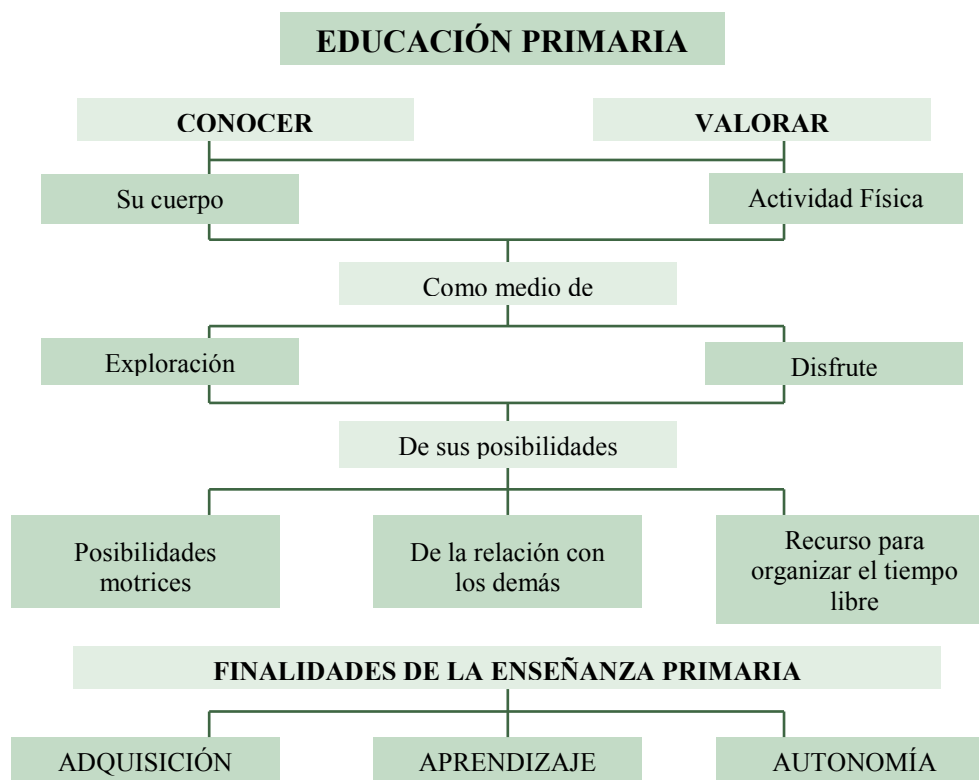 EDUCACIÓN PRIMARIA
CONOCER
VALORAR
Su cuerpo
Actividad Física
Como medio de
Exploración
Disfrute
De sus posibilidades
Posibilidades
motrices
De la relación con
los demás
Recurso para
organizar el tiempo
libre
FINALIDADES DE LA ENSEÑANZA PRIMARIA
ADQUISICIÓN
APRENDIZAJE
AUTONOMÍA